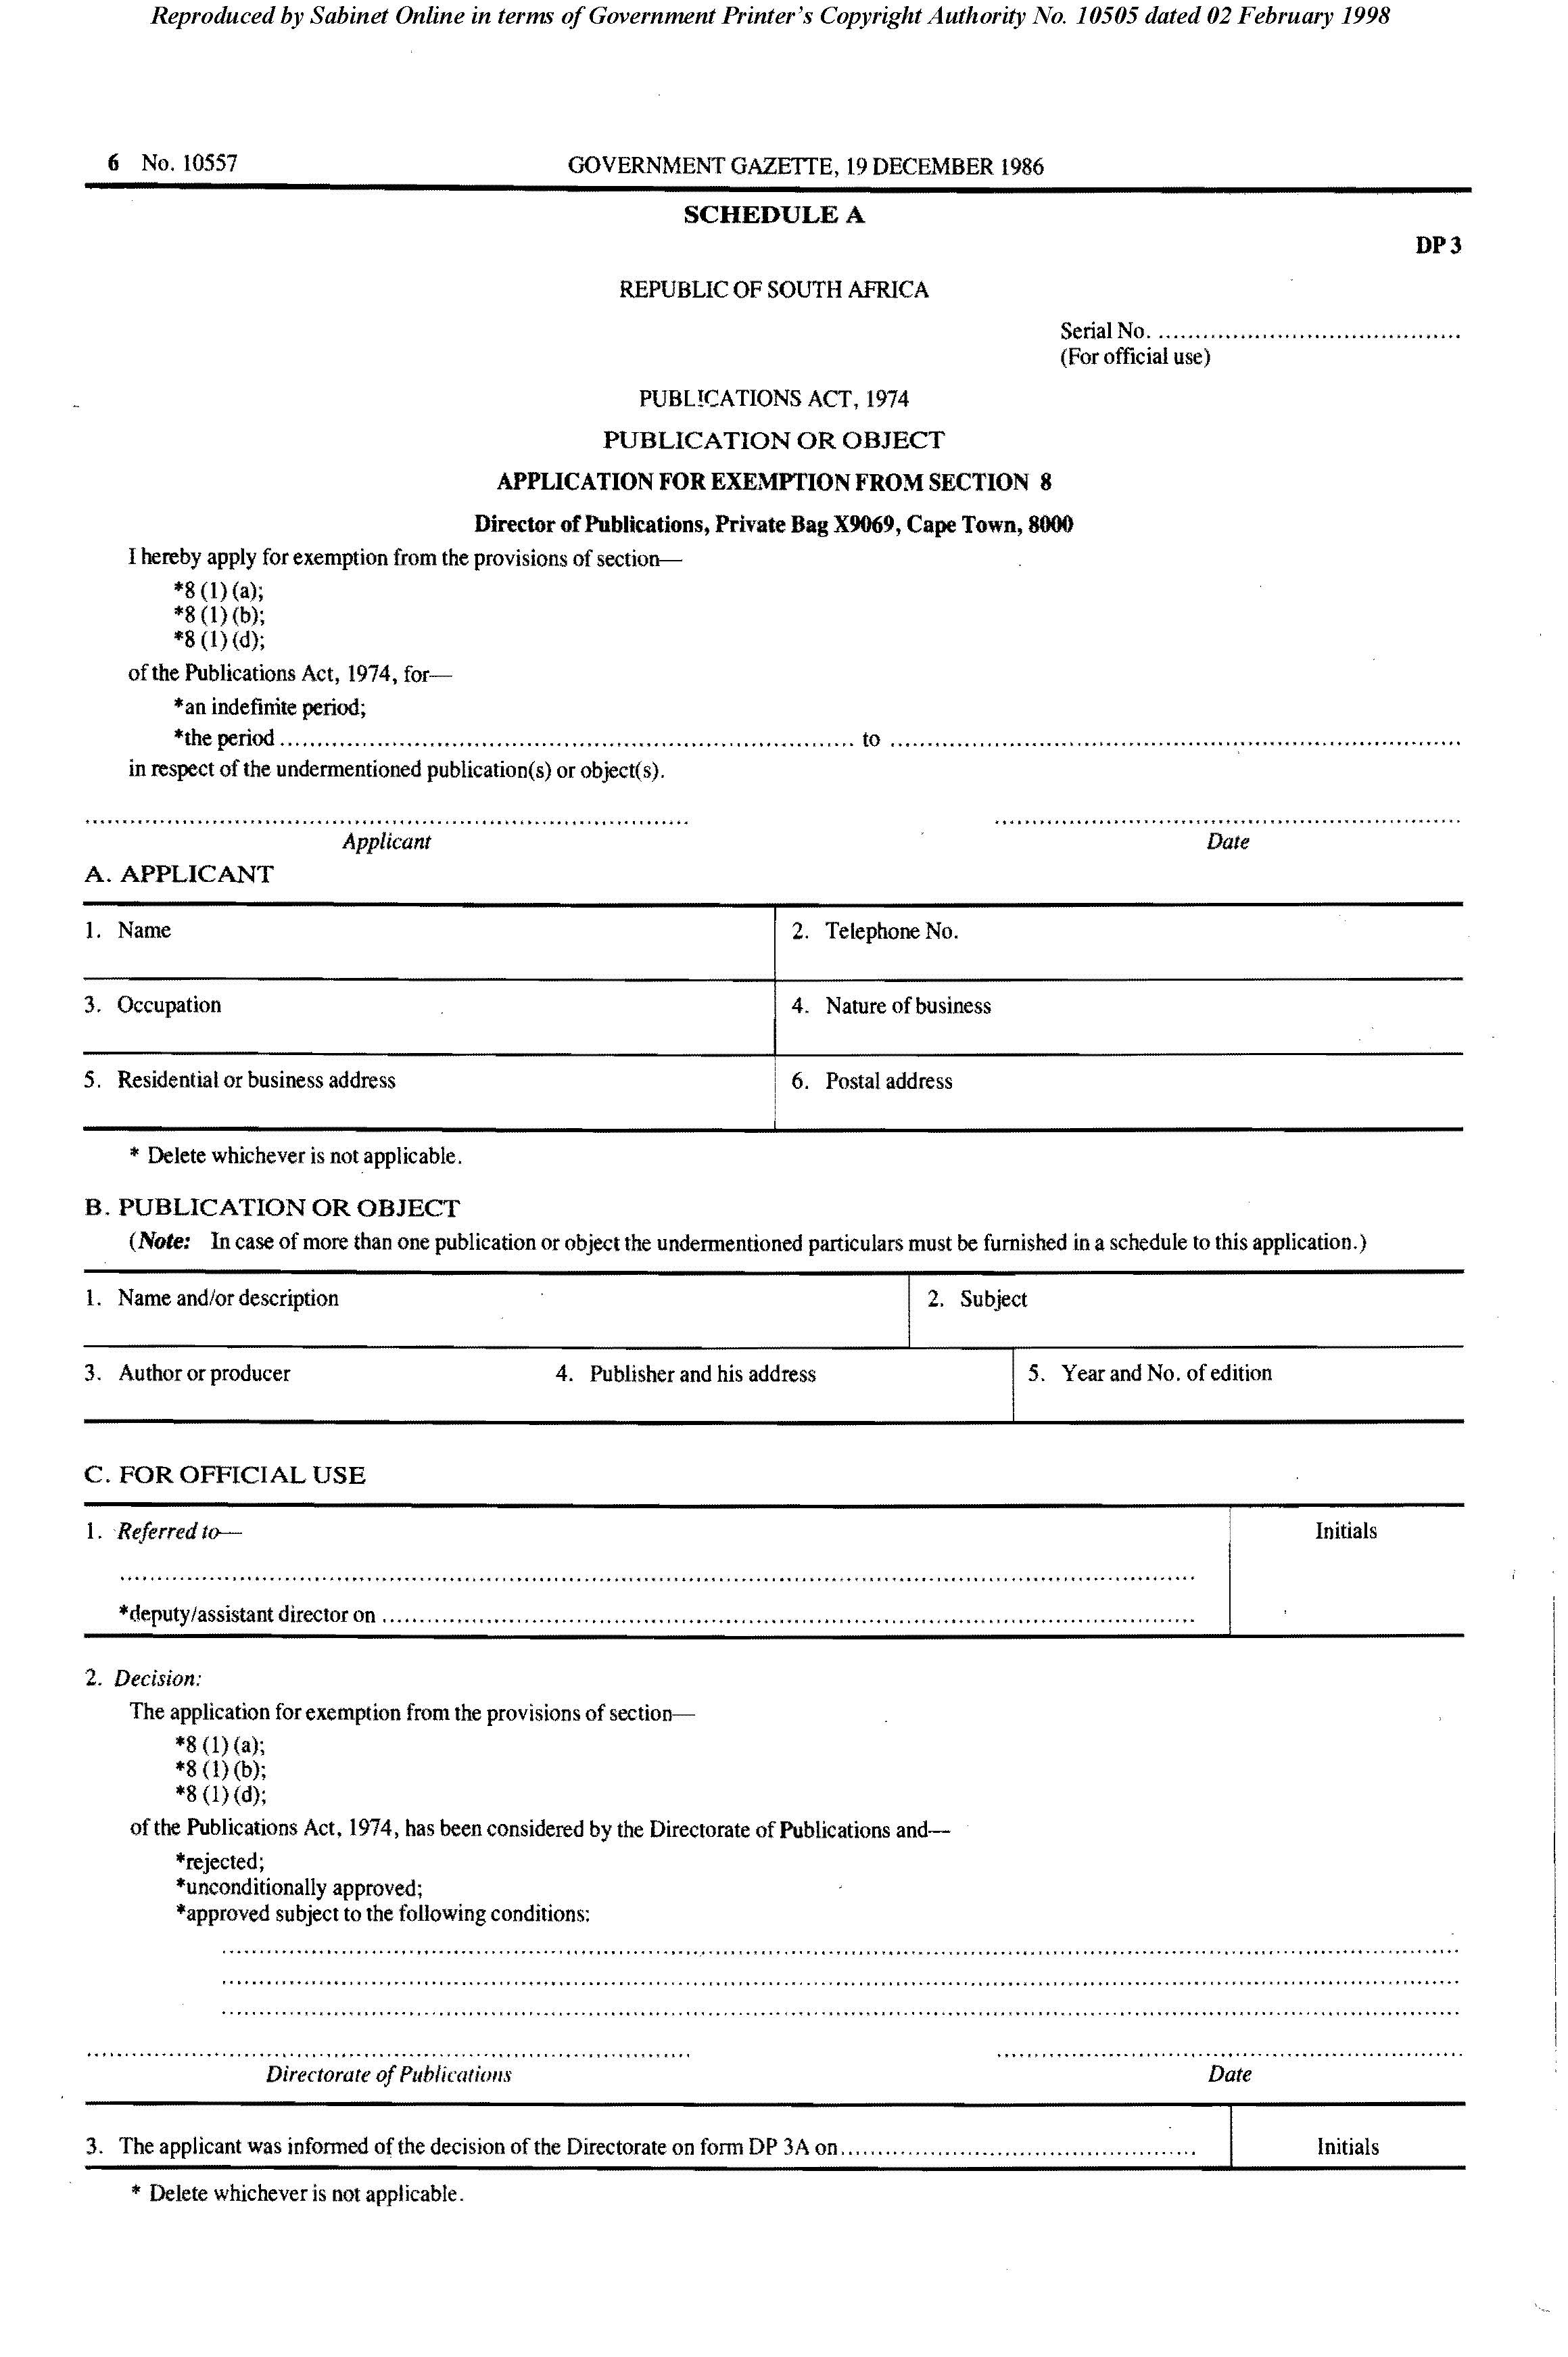 Reproduced by Sabinet Online in terms of Government Printer's Copyright Authority No. 10505 dated 02 February 1998
6 No. 10557 GOVERNMENT GAZETTE, 19 DECEMBER 1986
SCHEDULE A
DP 3
REPUBLIC OF SOUTH AFRICA
Serial No. ........................................
(For official use)
PUBLICATIONS ACT, 1974
PUBLICATION OR OBJECT
APPLICATION FOR EXEMPTION FROM SECTION 8
Director of Publications, Private Bag X9069, Cape Town, 8000
I hereby apply for exemption from the provisions of section—
*8 (1) (a);
*8 (1) (b);
*8 (1) (d);
of the Publications Act, 1974, for—
*an indefinite period;
*the period ........................................ to ........................................
in respect of the undermentioned publication(s) or object(s).
Applicant Date
A. APPLICANT
1. Name 2. Telephone No.
3. Occupation 4. Nature of business
5. Residential or business address 6. Postal address
* Delete whichever is not applicable.
B. PUBLICATION OR OBJECT
(Note: In case of more than one publication or object the undermentioned particulars must be furnished in a schedule to this application.)
1. Name and/or description 2. Subject
3. Author or producer 4. Publisher and his address 5. Year and No. of edition
C. FOR OFFICIAL USE
1. Referred to— Initials
*deputy/assistant director on ........................................
2. Decision:
The application for exemption from the provisions of section—
*8 (1) (a);
*8 (1) (b);
*8 (1) (d);
of the Publications Act, 1974, has been considered by the Directorate of Publications and—
*rejected;
*unconditionally approved;
*approved subject to the following conditions:
Directorate of Publications Date
3. The applicant was informed of the decision of the Directorate on form DP 3A on ........................................ Initials
* Delete whichever is not applicable.